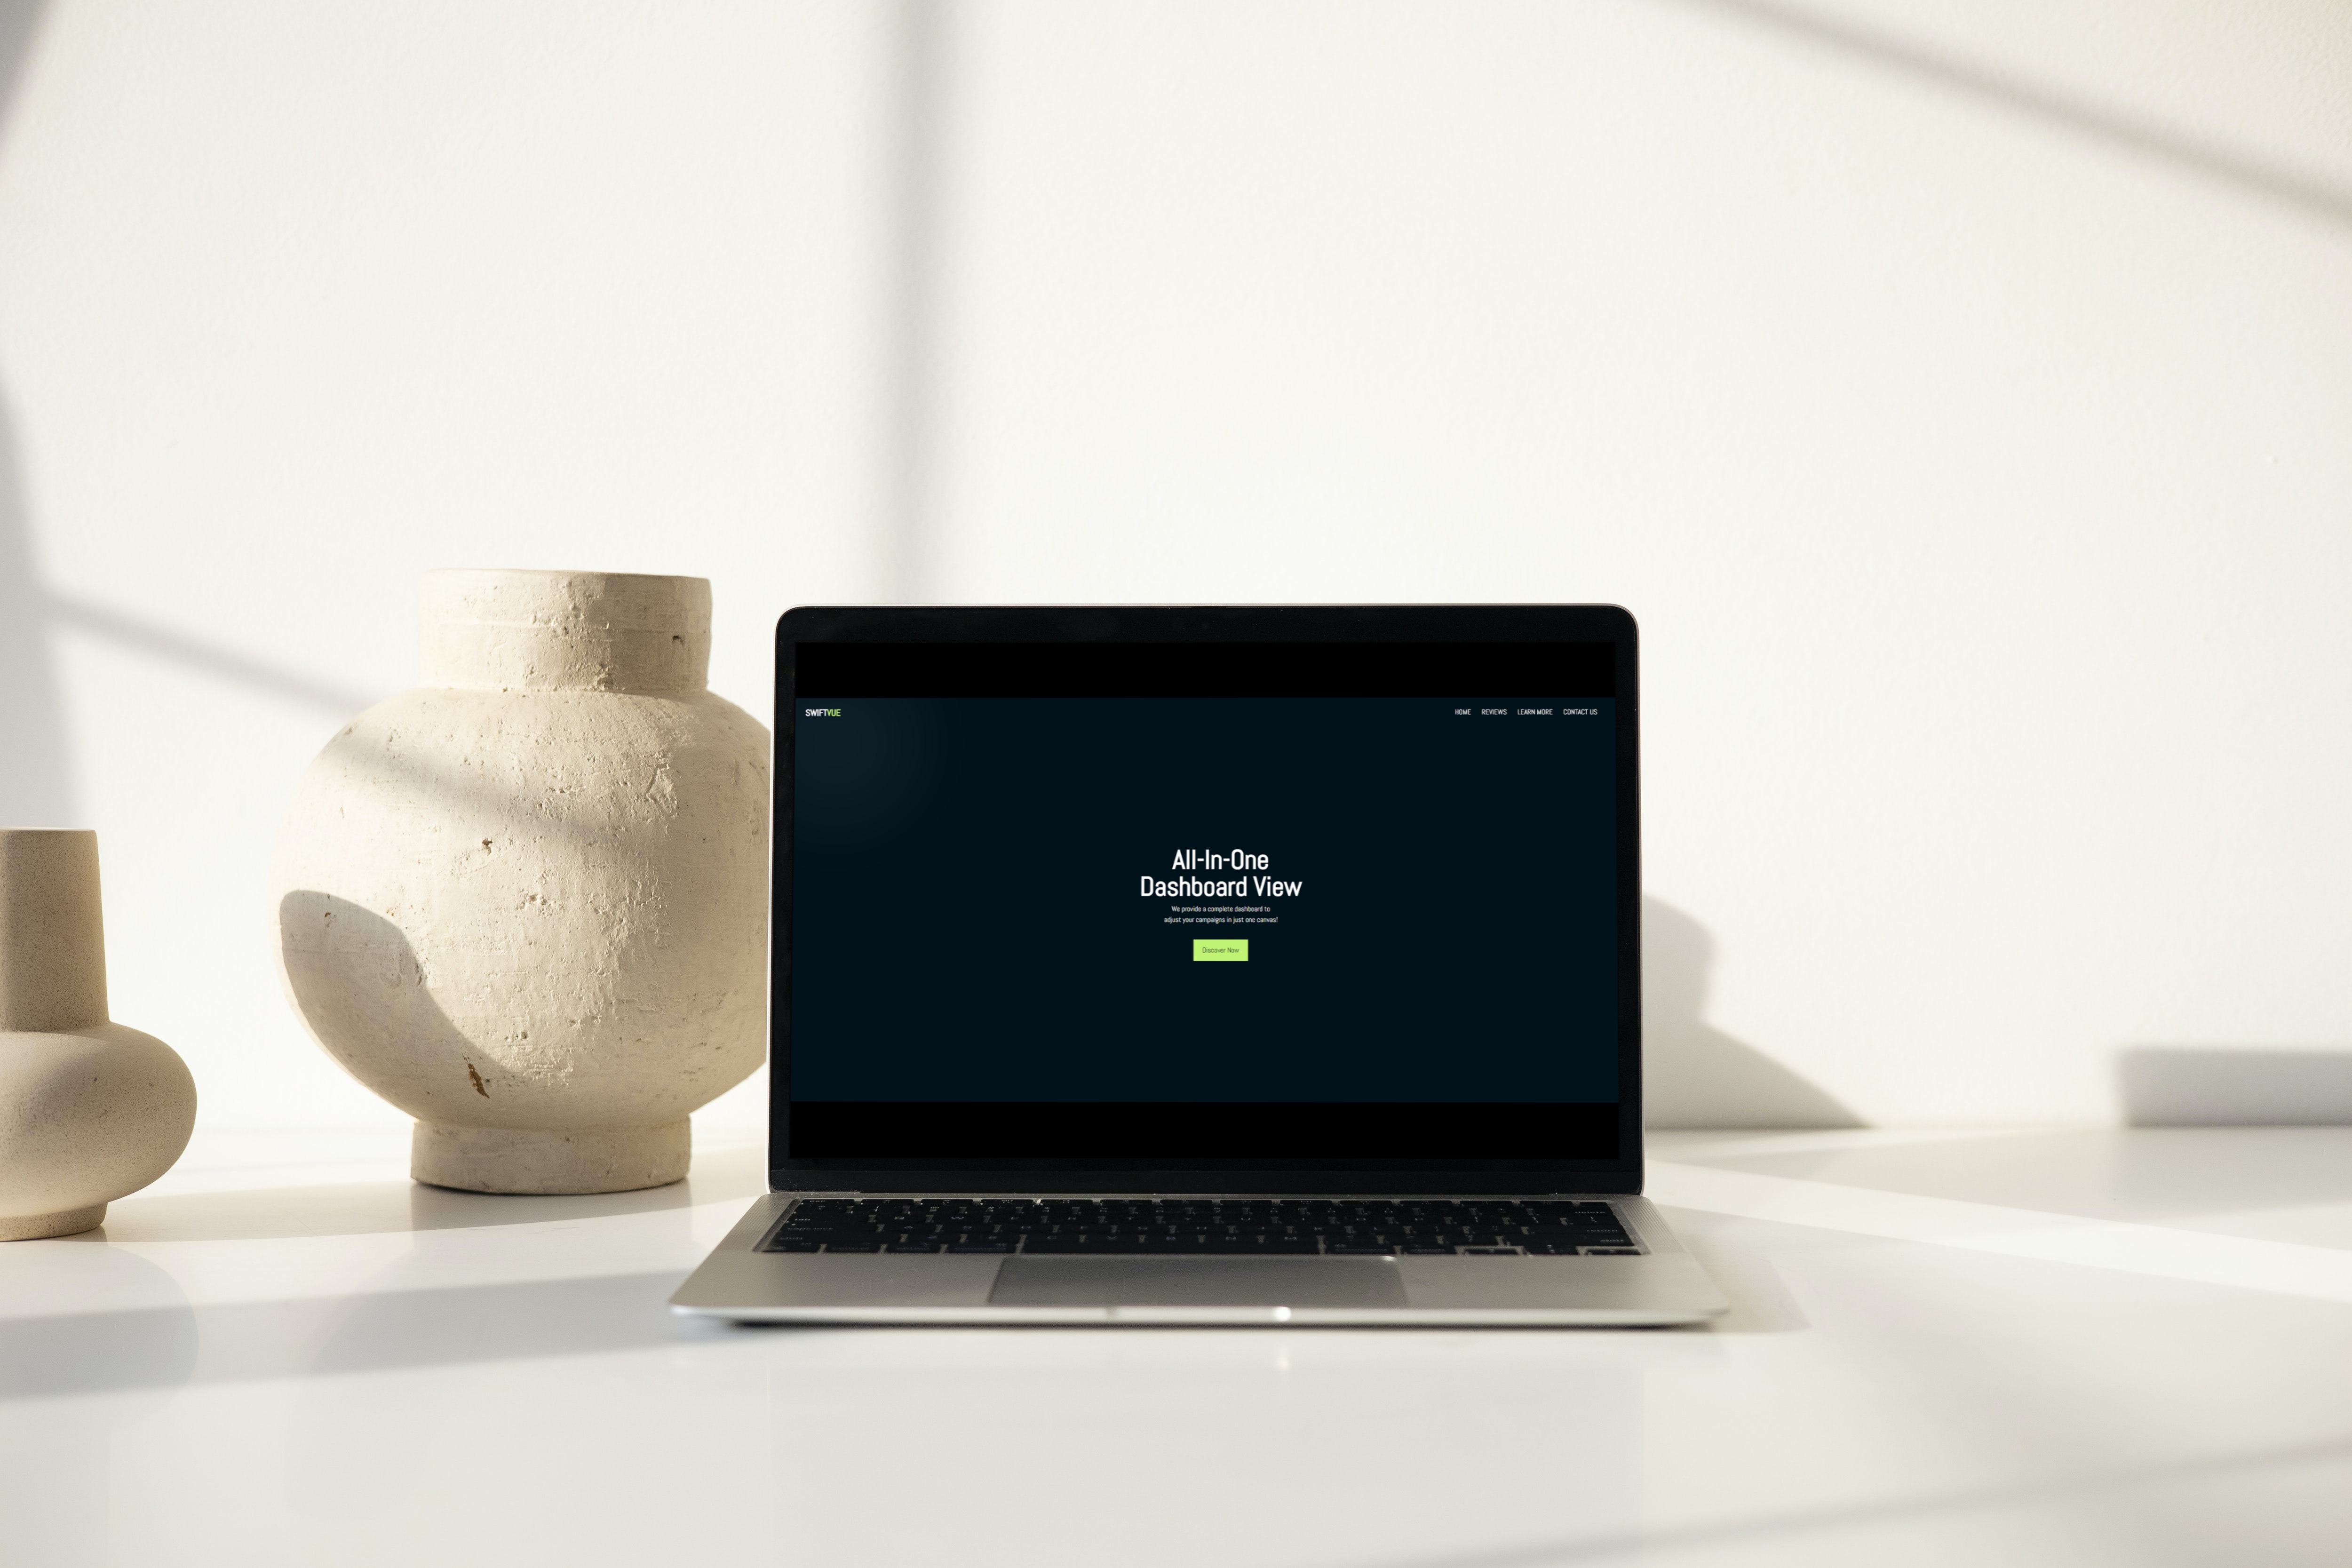 SWIFTVUE
HOME REVIEWS LEARN MORE CONTACT US
All-In-One
Dashboard View
We provide a complete dashboard to
adjust your campaigns in just one canvas!
Discover Now